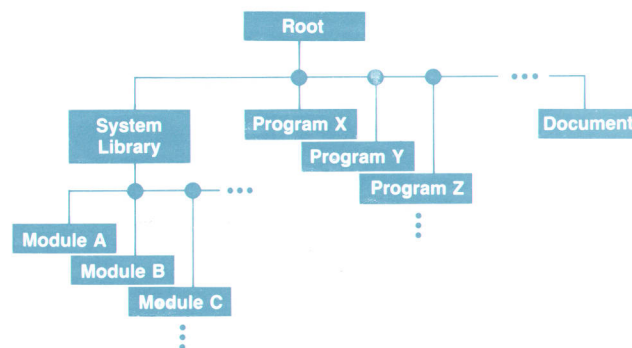 Root
System
Library
Program X
Program Y
Program Z
Document
Module A
Module B
Module C